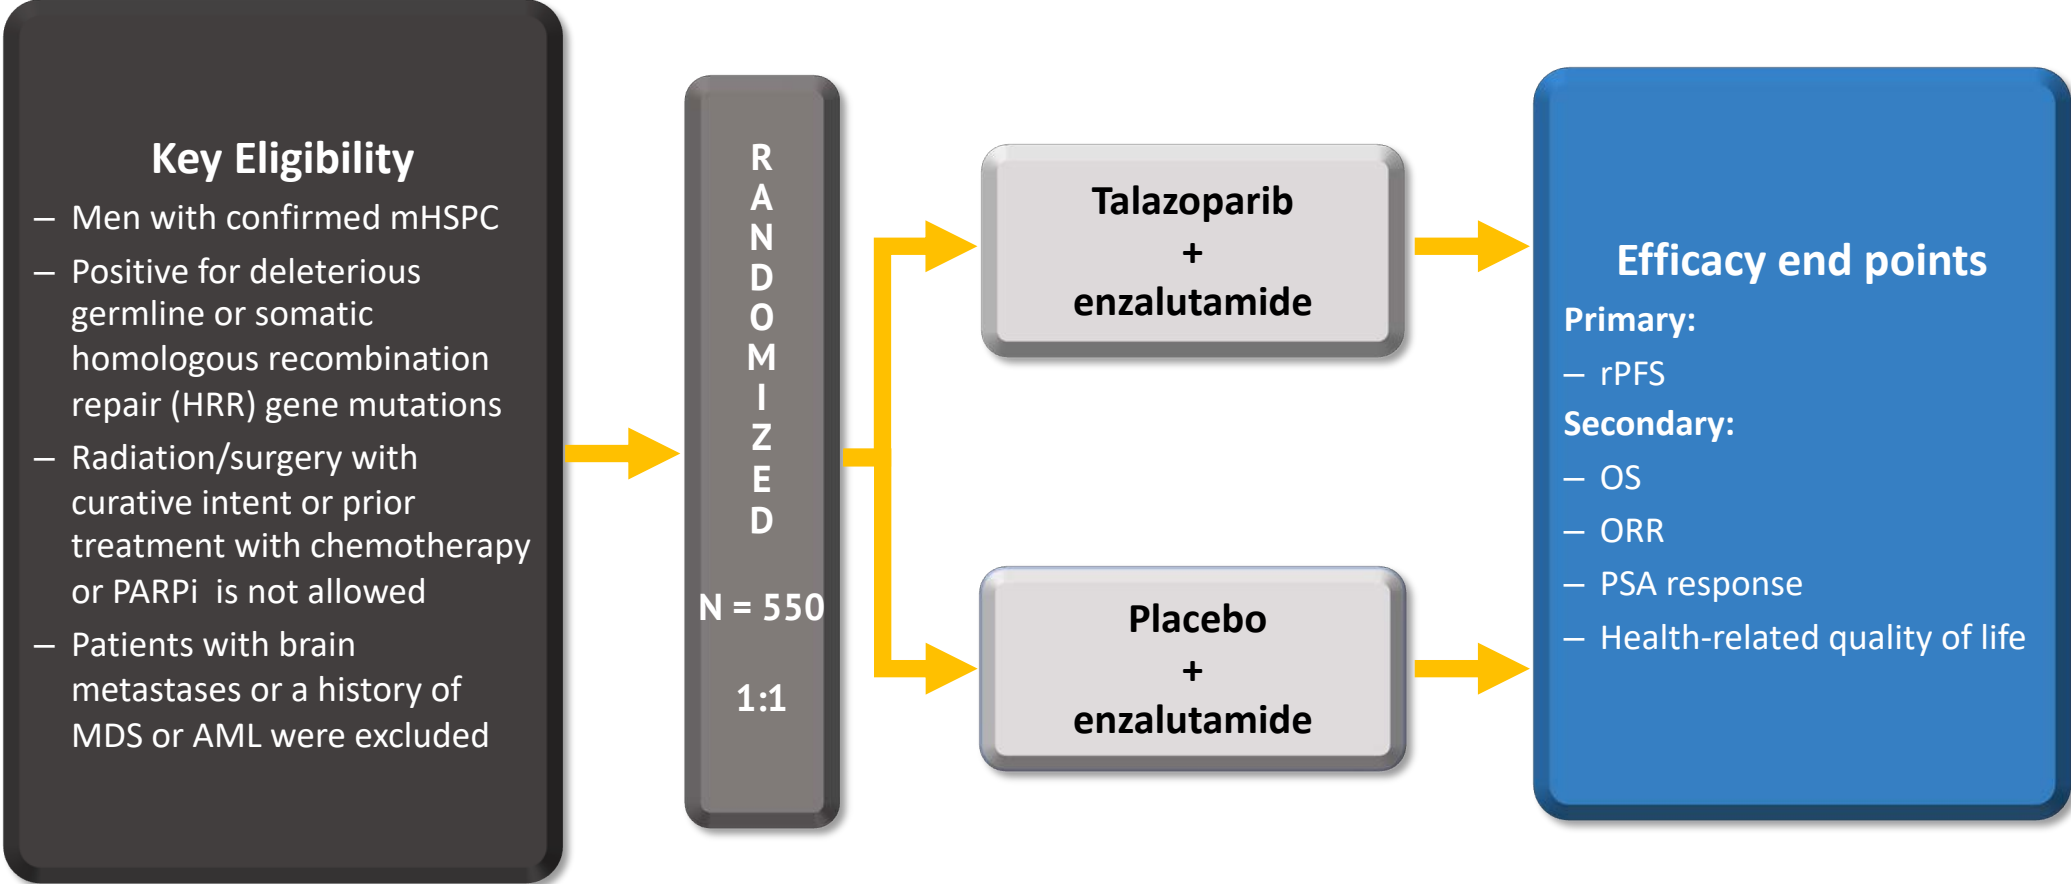 Key Eligibility
– Men with confirmed mHSPC
– Positive for deleterious
germline or somatic
homologous recombination
repair (HRR) gene mutations
– Radiation/surgery with
curative intent or prior
treatment with chemotherapy
or PARPi  is not allowed
– Patients with brain
metastases or a history of
MDS or AML were excluded
R
A
N
D
O
M
I
Z
E
D
N = 550
1:1
Talazoparib
+
enzalutamide
Placebo
+
enzalutamide
Efficacy end points
Primary:
– rPFS
Secondary:
– OS
– ORR
– PSA response
– Health-related quality of life